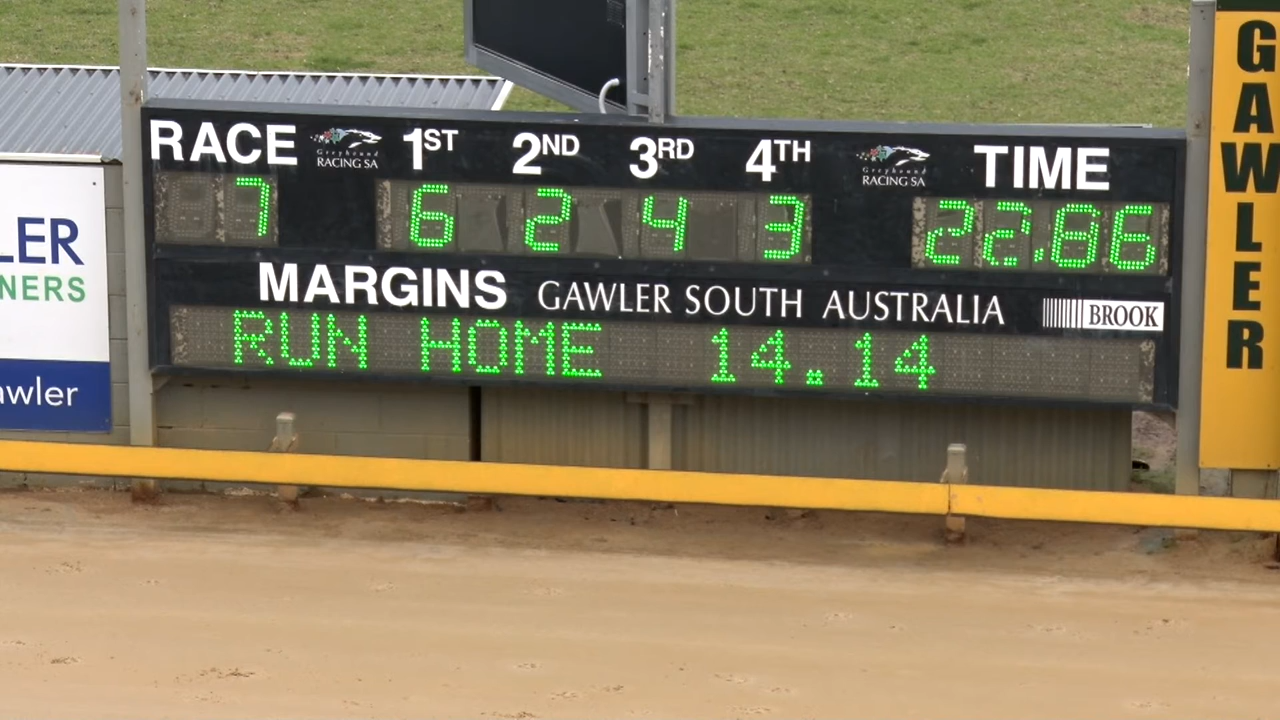 RACE 1ST 2ND 3RD 4TH TIME
Greyhound RACING SA
Greyhound RACING SA
7 6 2 4 3 22.86
MARGINS GAWLER SOUTH AUSTRALIA BROOK
RUN HOME 14.14
GAWLER
LER
NERS
awler